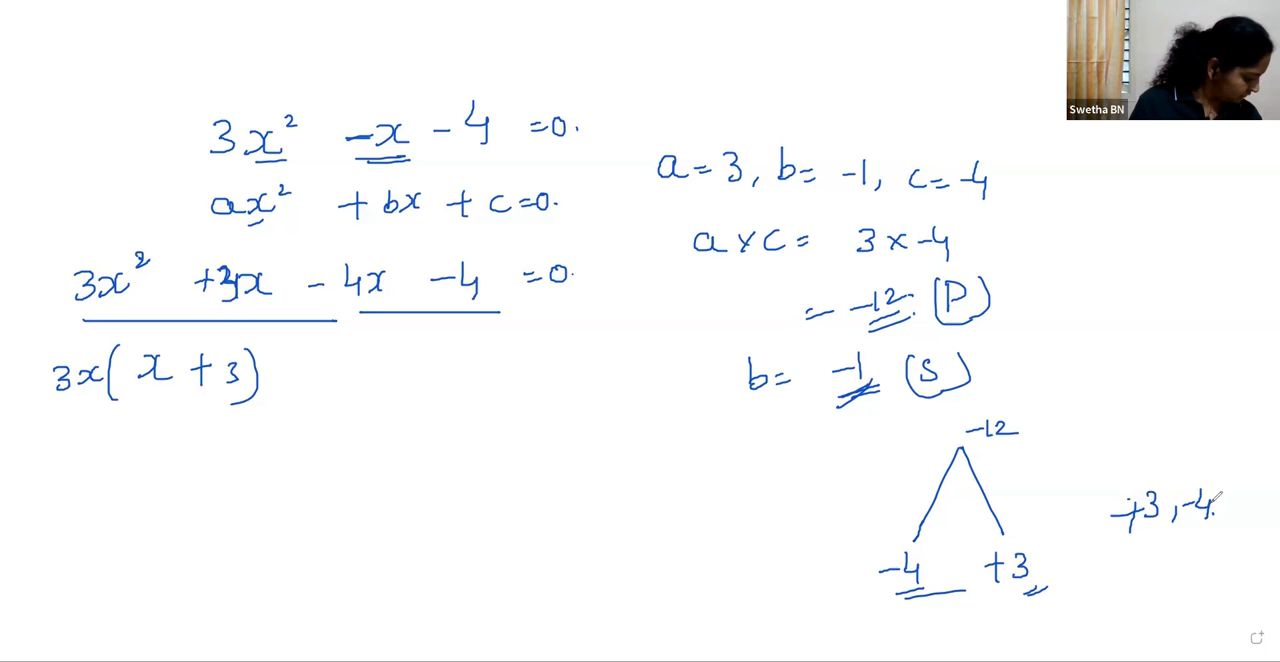 Swetha BN
3x² -x - 4 =0.
ax² + bx + c=0.
3x² +3x - 4x -4 =0.
3x( x + 3)
a=3, b= -1, c= -4
a x c = 3 x -4
= -12. (P)
b= -1 (S)
-12
-4 +3
+3, -4.